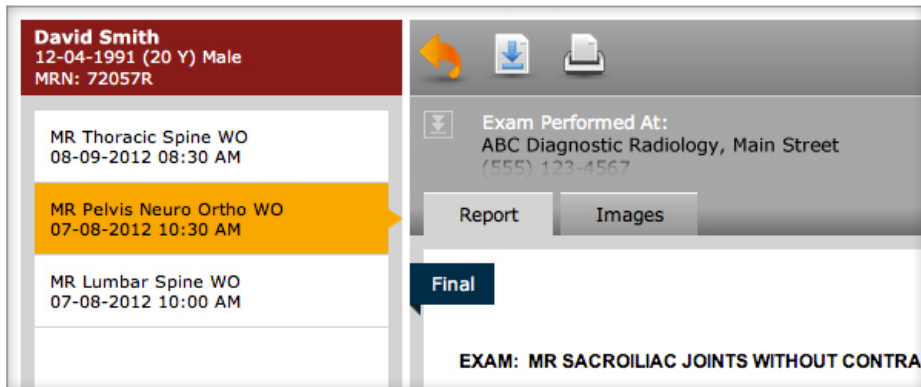 David Smith
12-04-1991 (20 Y) Male
MRN: 72057R
MR Thoracic Spine WO
08-09-2012 08:30 AM
MR Pelvis Neuro Ortho WO
07-08-2012 10:30 AM
MR Lumbar Spine WO
07-08-2012 10:00 AM
Exam Performed At:
ABC Diagnostic Radiology, Main Street
(555) 123-4567
Report
Images
Final
EXAM: MR SACROILIAC JOINTS WITHOUT CONTRA